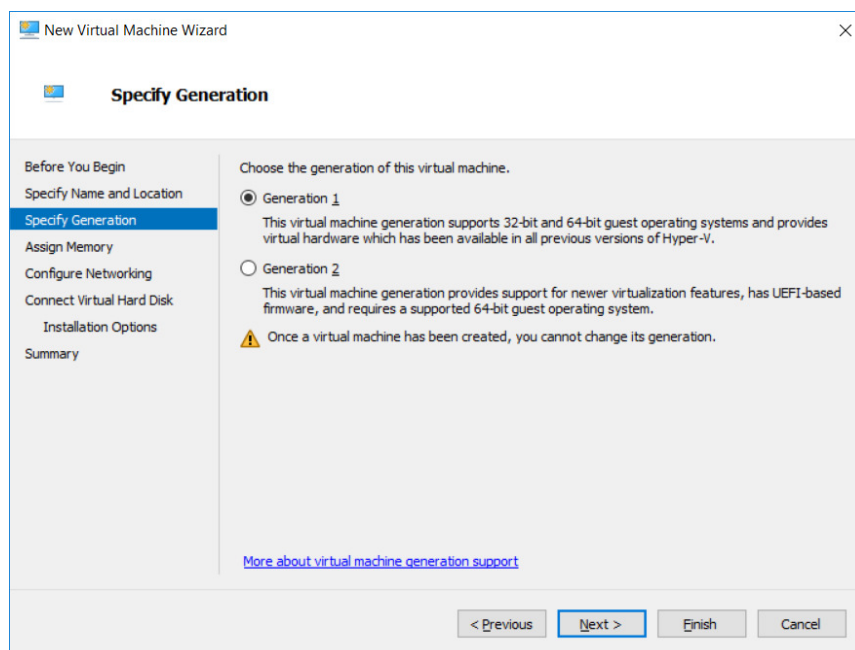 New Virtual Machine Wizard
Specify Generation
Before You Begin
Specify Name and Location
Specify Generation
Assign Memory
Configure Networking
Connect Virtual Hard Disk
Installation Options
Summary
Choose the generation of this virtual machine.
Generation 1
This virtual machine generation supports 32-bit and 64-bit guest operating systems and provides
virtual hardware which has been available in all previous versions of Hyper-V.
Generation 2
This virtual machine generation provides support for newer virtualization features, has UEFI-based
firmware, and requires a supported 64-bit guest operating system.
Once a virtual machine has been created, you cannot change its generation.
More about virtual machine generation support
< Previous
Next >
Finish
Cancel